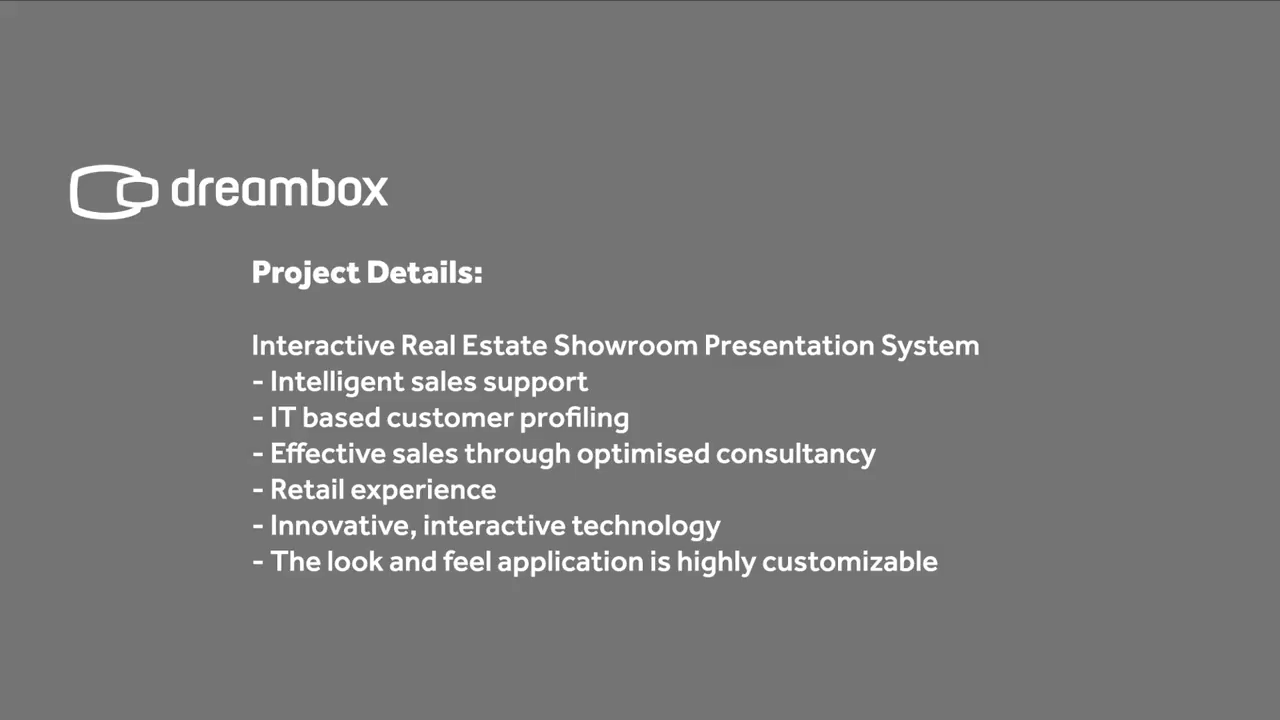 dreambox
Project Details:
Interactive Real Estate Showroom Presentation System
- Intelligent sales support
- IT based customer profiling
- Effective sales through optimised consultancy
- Retail experience
- Innovative, interactive technology
- The look and feel application is highly customizable